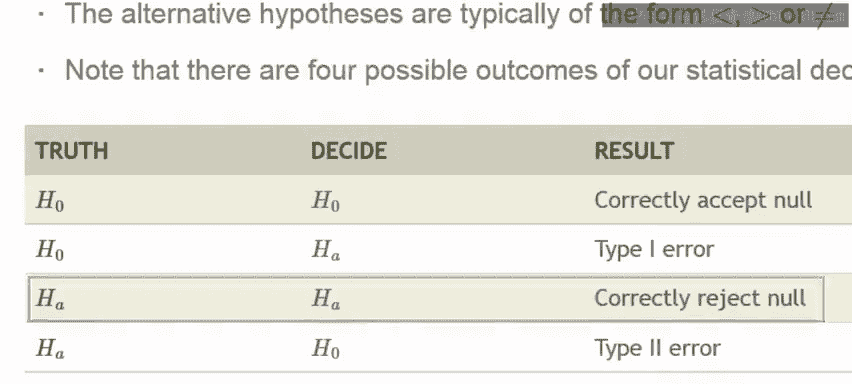 · The alternative hypotheses are typically of the form <, > or ≠
· Note that there are four possible outcomes of our statistical
TRUTH DECIDE RESULT
H₀ H₀ Correctly accept null
H₀ Hₐ Type I error
Hₐ Hₐ Correctly reject null
Hₐ H₀ Type II error